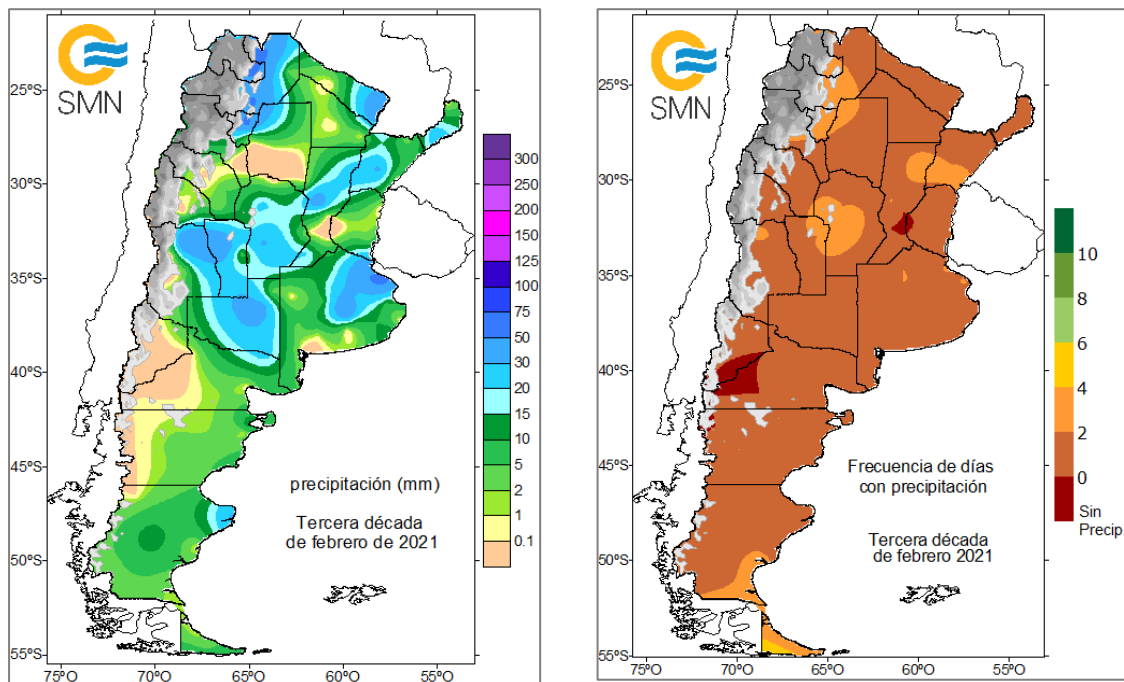 SMN
25ºS
30ºS
35ºS
40ºS
45ºS
50ºS
55ºS
75ºO
70ºO
65ºO
60ºO
55ºO
300
250
200
150
125
100
75
50
30
20
15
10
5
2
1
0.1
precipitación (mm)
Tercera década
de febrero de 2021
SMN
25ºS
30ºS
35ºS
40ºS
45ºS
50ºS
55ºS
75ºO
70ºO
65ºO
60ºO
55ºO
10
8
6
4
2
0
Sin
Precip.
Frecuencia de días
con precipitación
Tercera década
de febrero 2021